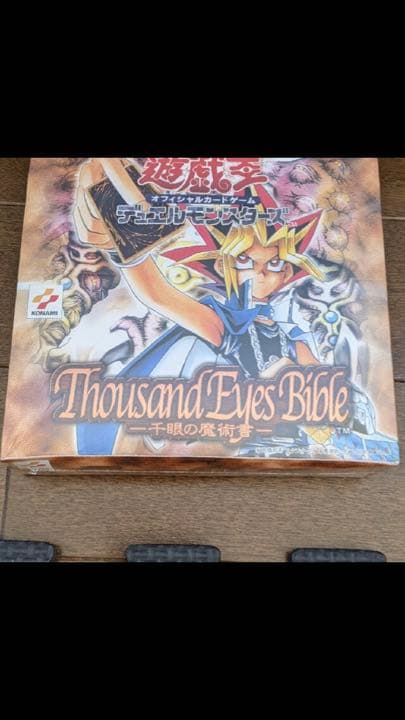 遊戯王
オフィシャルカードゲーム
デュエルモンスターズ
KONAMI
Thousand Eyes Bible
―千眼の魔術書―
TM